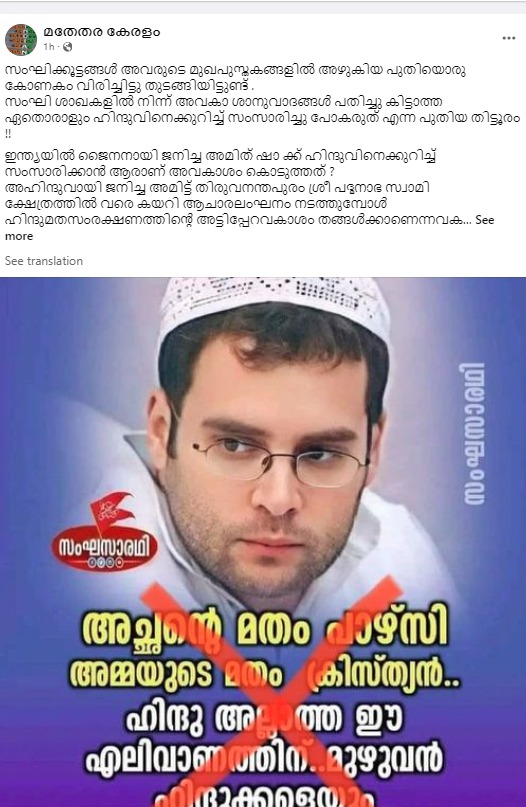 മതേതര കേരളം
1h ·
സംഘിക്കൂട്ടങ്ങൾ അവരുടെ മുഖപുസ്തകങ്ങളിൽ അഴുകിയ പുതിയൊരു
കോണകം വിരിച്ചിട്ടു തുടങ്ങിയിട്ടുണ്ട് .
സംഘി ശാഖകളിൽ നിന്ന് അവകാ ശാനുവാദങ്ങൾ പതിച്ചു കിട്ടാത്ത
ഏതൊരാളും ഹിന്ദുവിനെക്കുറിച്ച് സംസാരിച്ചു പോകരുത് എന്ന പുതിയ തിട്ടൂരം
!!
ഇന്ത്യയിൽ ജൈനനായി ജനിച്ച അമിത് ഷാ ക്ക് ഹിന്ദുവിനെക്കുറിച്ച്
സംസാരിക്കാൻ ആരാണ് അവകാശം കൊടുത്തത് ?
അഹിന്ദുവായി ജനിച്ച അമിട്ട് തിരുവനന്തപുരം ശ്രീ പദ്മനാഭ സ്വാമി
ക്ഷേത്രത്തിൽ വരെ കയറി ആചാരലംഘനം നടത്തുമ്പോൾ
ഹിന്ദുമതസംരക്ഷണത്തിന്റെ അട്ടിപ്പേറവകാശം തങ്ങൾക്കാണെന്നവക... See
more
See translation
സംഘസാരഥി
സംഘസാരഥി
അച്ഛന്റെ മതം പാഴ്സി
അമ്മയുടെ മതം ക്രിസ്ത്യൻ..
ഹിന്ദു അല്ലാത്ത ഈ
എലിവാണത്തിന്..മുഴുവൻ
ഹിന്ദുക്കളെയും